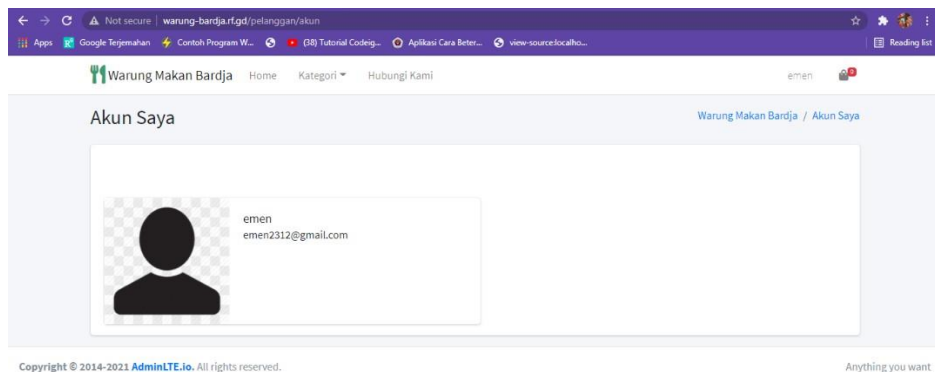 Not secure | warung-bardja.rf.gd/pelanggan/akun
Apps Google Terjemahan Contoh Program W... (38) Tutorial Codeig... Aplikasi Cara Beter... view-source:localho... Reading list
Warung Makan Bardja Home Kategori Hubungi Kami emen 0
Akun Saya Warung Makan Bardja / Akun Saya
emen
emen2312@gmail.com
Copyright © 2014-2021 AdminLTE.io. All rights reserved. Anything you want